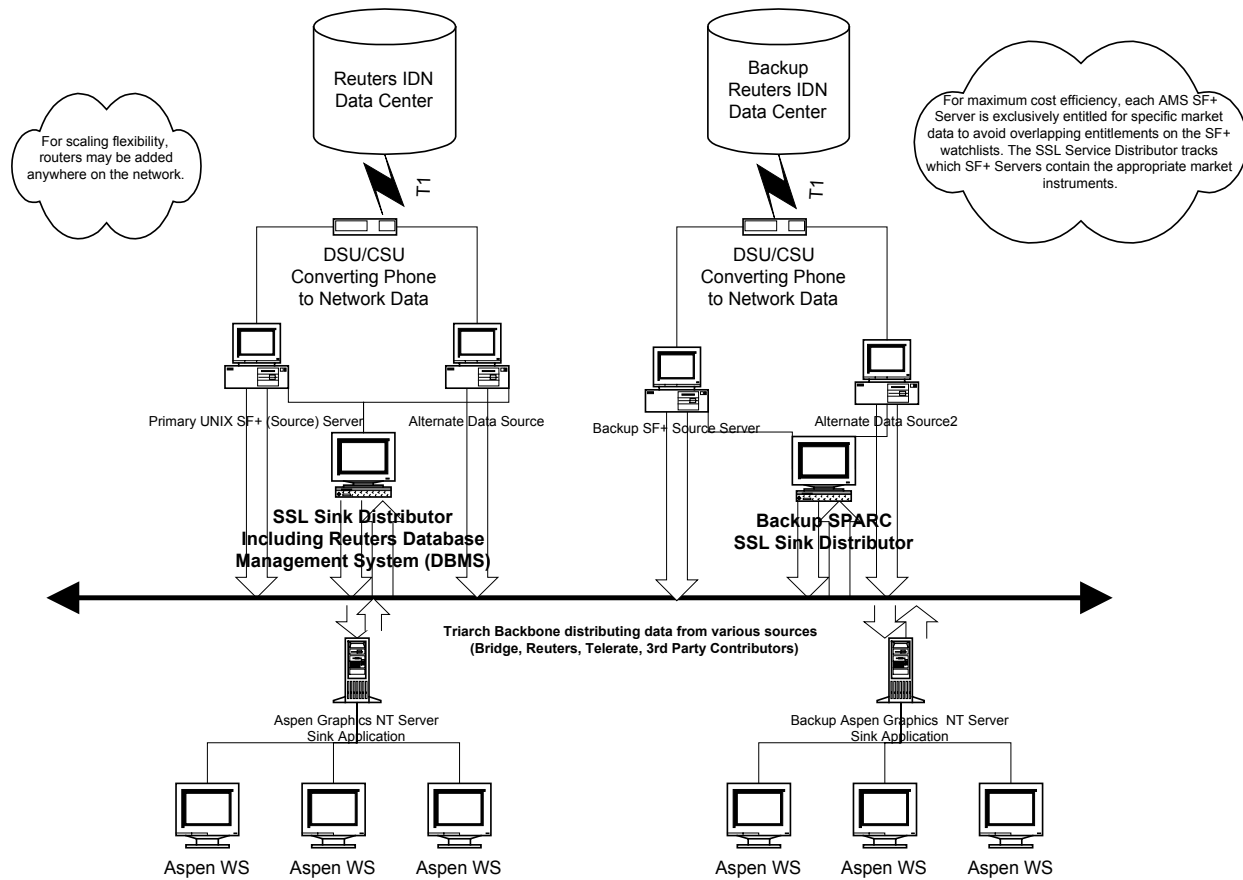 Reuters IDN
Data Center
Backup
Reuters IDN
Data Center
For scaling flexibility,
routers may be added
anywhere on the network.
For maximum cost efficiency, each AMS SF+
Server is exclusively entitled for specific market
data to avoid overlapping entitlements on the SF+
watchlists. The SSL Service Distributor tracks
which SF+ Servers contain the appropriate market
instruments.
T1
T1
DSU/CSU
Converting Phone
to Network Data
DSU/CSU
Converting Phone
to Network Data
Primary UNIX SF+ (Source) Server
Alternate Data Source
Backup SF+ Source Server
Alternate Data Source2
SSL Sink Distributor
Including Reuters Database
Management System (DBMS)
Backup SPARC
SSL Sink Distributor
Triarch Backbone distributing data from various sources
(Bridge, Reuters, Telerate, 3rd Party Contributors)
Aspen Graphics NT Server
Sink Application
Backup Aspen Graphics NT Server
Sink Application
Aspen WS
Aspen WS
Aspen WS
Aspen WS
Aspen WS
Aspen WS